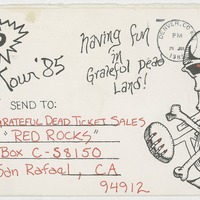 Tour '85
having fun
in
Grateful Dead
Land!
DENVER, CO
PM
SEND TO:
GRATEFUL DEAD TICKET SALES
"RED ROCKS"
Box C-S8150
San Rafael, CA
94912